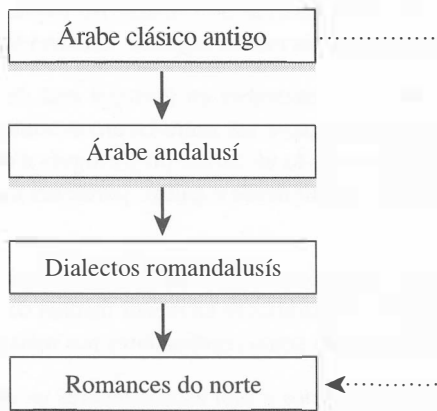 Árabe clásico antigo
Árabe andalusí
Dialectos romandalusís
Romances do norte